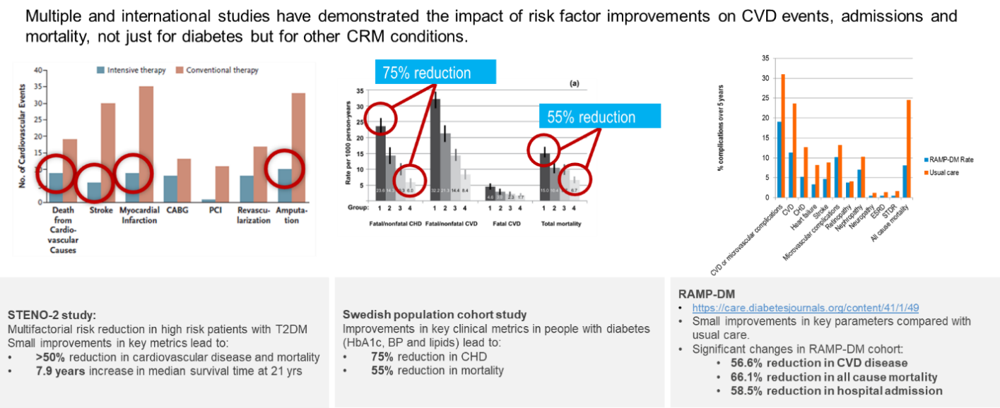 Multiple and international studies have demonstrated the impact of risk factor improvements on CVD events, admissions and
mortality, not just for diabetes but for other CRM conditions.
Intensive therapy
Conventional therapy
No. of Cardiovascular Events
40
35
30
25
20
15
10
5
0
Death
from
Cardio-
vascular
Causes
Stroke
Myocardial
Infarction
CABG
PCI
Revascu-
larization
Amputa-
tion
75% reduction
(a)
55% reduction
Rate per 1000 person-years
35
30
25
20
15
10
5
23.6 14.3 6.0
32.2 21.3 14.4 8.4
4.6 2.3 1.7
15.0 10.4 6.7
Group: 1 2 3 4 1 2 3 4 1 2 3 4 1 2 3 4
Fatal/nonfatal CHD Fatal/nonfatal CVD Fatal CVD Total mortality
% complications over 5 years
35
30
25
20
15
10
5
0
CVD or microvascular complications
CVD
CHD
Heart failure
Stroke
Microvascular complications
Retinopathy
Nephropathy
Neuropathy
ESRD
STDR
All cause mortality
RAMP-DM Rate
Usual care
STENO-2 study:
Multifactorial risk reduction in high risk patients with T2DM
Small improvements in key metrics lead to:
• >50% reduction in cardiovascular disease and mortality
• 7.9 years increase in median survival time at 21 yrs
Swedish population cohort study
Improvements in key clinical metrics in people with diabetes
(HbA1c, BP and lipids) lead to:
• 75% reduction in CHD
• 55% reduction in mortality
RAMP-DM
• https://care.diabetesjournals.org/content/41/1/49
• Small improvements in key parameters compared with
usual care.
• Significant changes in RAMP-DM cohort:
• 56.6% reduction in CVD disease
• 66.1% reduction in all cause mortality
• 58.5% reduction in hospital admission